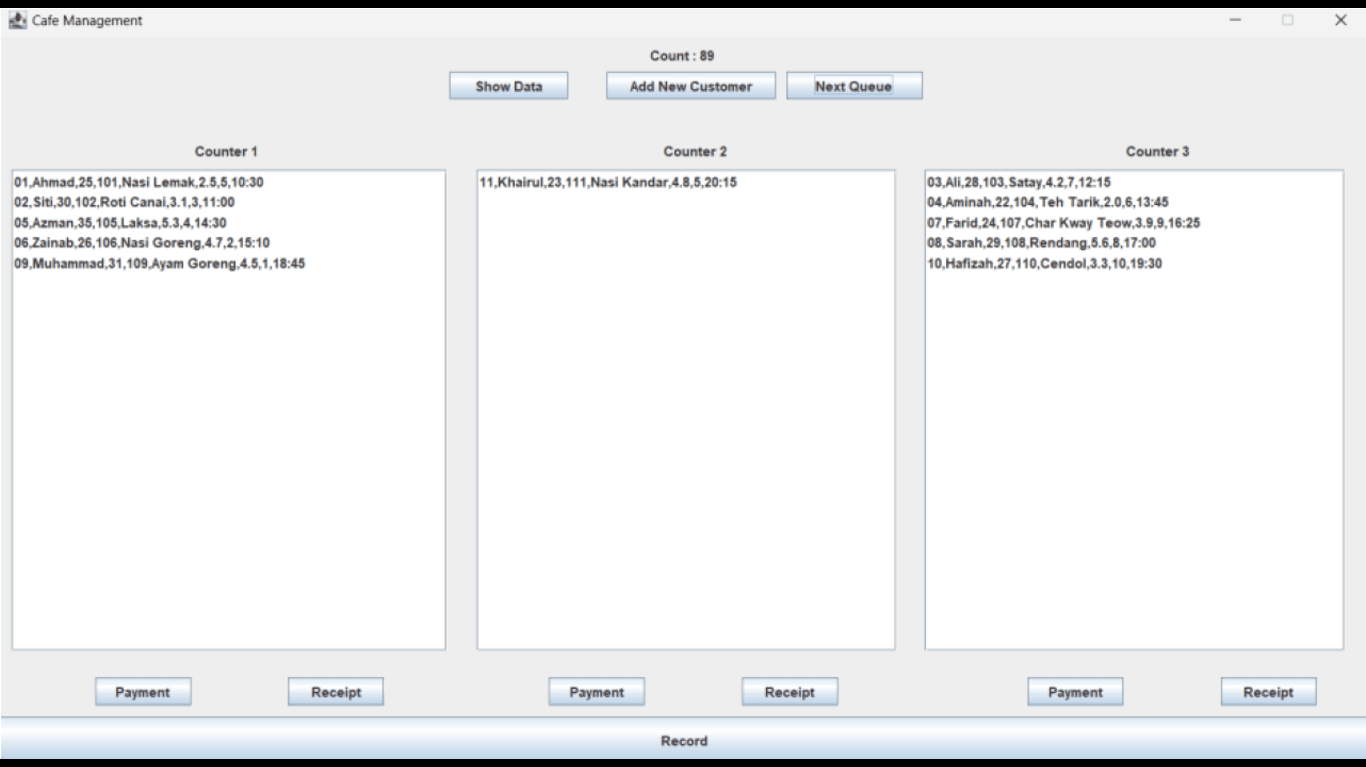 Cafe Management
Count : 89
Show Data
Add New Customer
Next Queue
Counter 1
01,Ahmad,25,101,Nasi Lemak,2.5,5,10:30
02,Siti,30,102,Roti Canai,3.1,3,11:00
05,Azman,35,105,Laksa,5.3,4,14:30
06,Zainab,26,106,Nasi Goreng,4.7,2,15:10
09,Muhammad,31,109,Ayam Goreng,4.5,1,18:45
Payment
Receipt
Counter 2
11,Khairul,23,111,Nasi Kandar,4.8,5,20:15
Payment
Receipt
Counter 3
03,Ali,28,103,Satay,4.2,7,12:15
04,Aminah,22,104,Teh Tarik,2.0,6,13:45
07,Farid,24,107,Char Kway Teow,3.9,9,16:25
08,Sarah,29,108,Rendang,5.6,8,17:00
10,Hafizah,27,110,Cendol,3.3,10,19:30
Payment
Receipt
Record